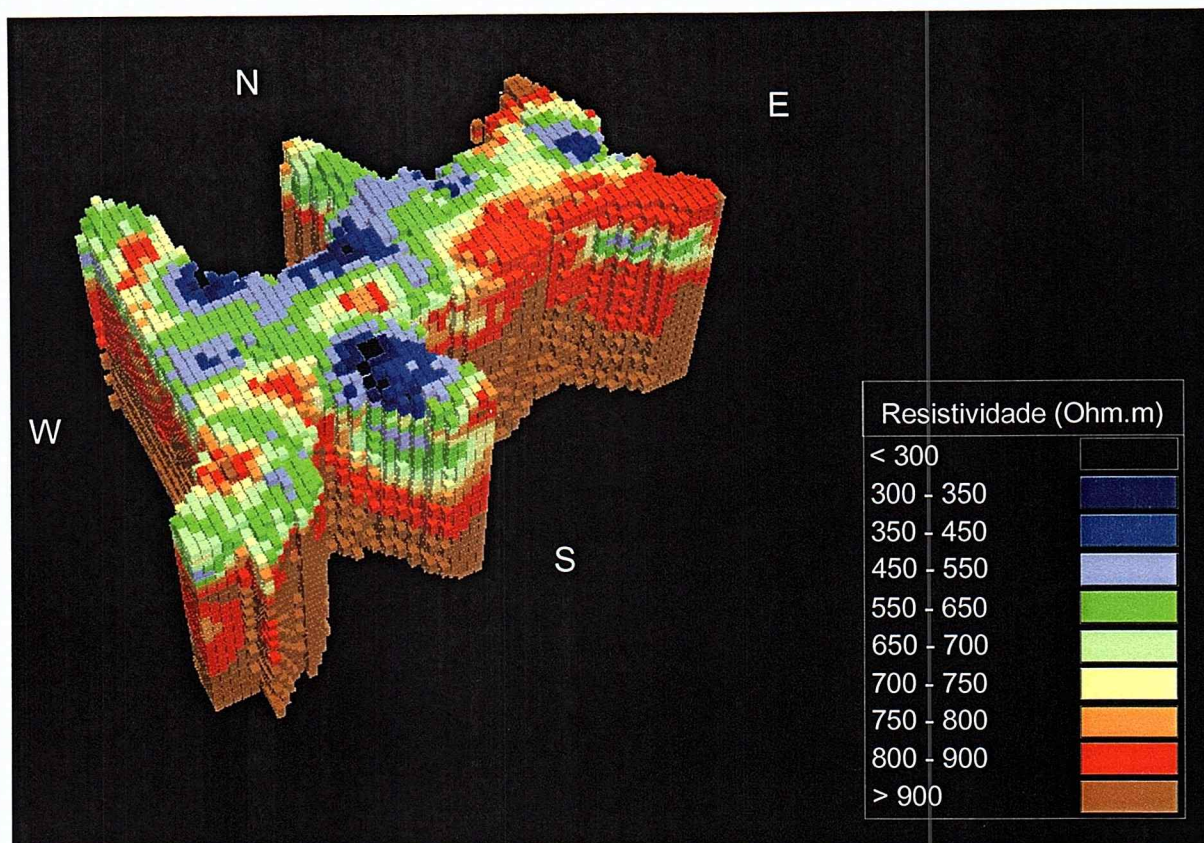 N
E
W
S
Resistividade (Ohm.m)
< 300
300 - 350
350 - 450
450 - 550
550 - 650
650 - 700
700 - 750
750 - 800
800 - 900
> 900